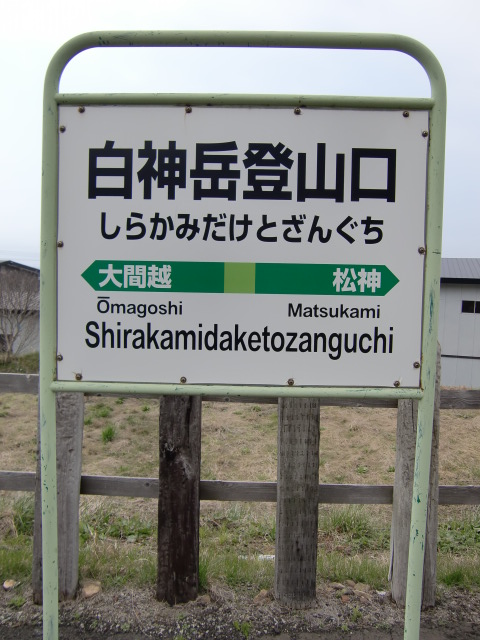 白神岳登山口
しらかみだけとざんぐち
大間越 松神
Ōmagoshi Matsukami
Shirakamidaketozanguchi